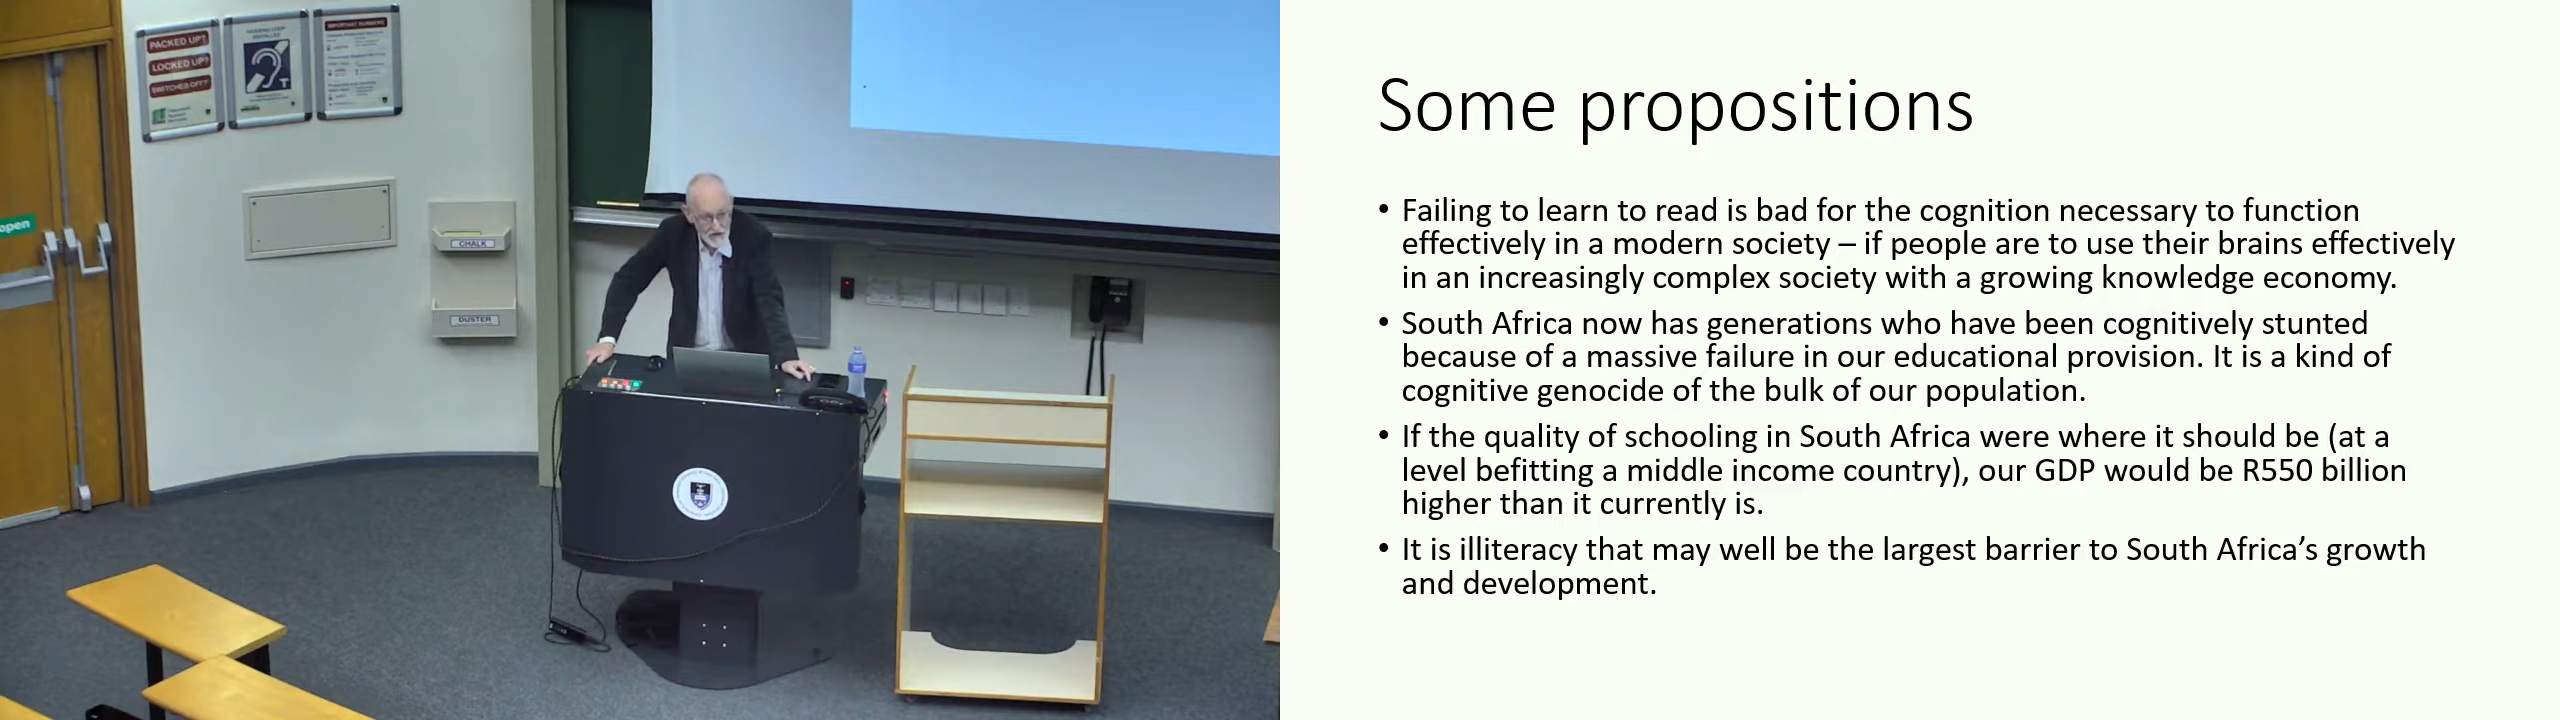 PACKED UP?
LOCKED UP?
SWITCHED OFF?
HEARING LOOP
INSTALLED
T
IMPORTANT NUMBERS
open
CHALK
DUSTER
Some propositions
• Failing to learn to read is bad for the cognition necessary to function
effectively in a modern society – if people are to use their brains effectively
in an increasingly complex society with a growing knowledge economy.
• South Africa now has generations who have been cognitively stunted
because of a massive failure in our educational provision. It is a kind of
cognitive genocide of the bulk of our population.
• If the quality of schooling in South Africa were where it should be (at a
level befitting a middle income country), our GDP would be R550 billion
higher than it currently is.
• It is illiteracy that may well be the largest barrier to South Africa’s growth
and development.